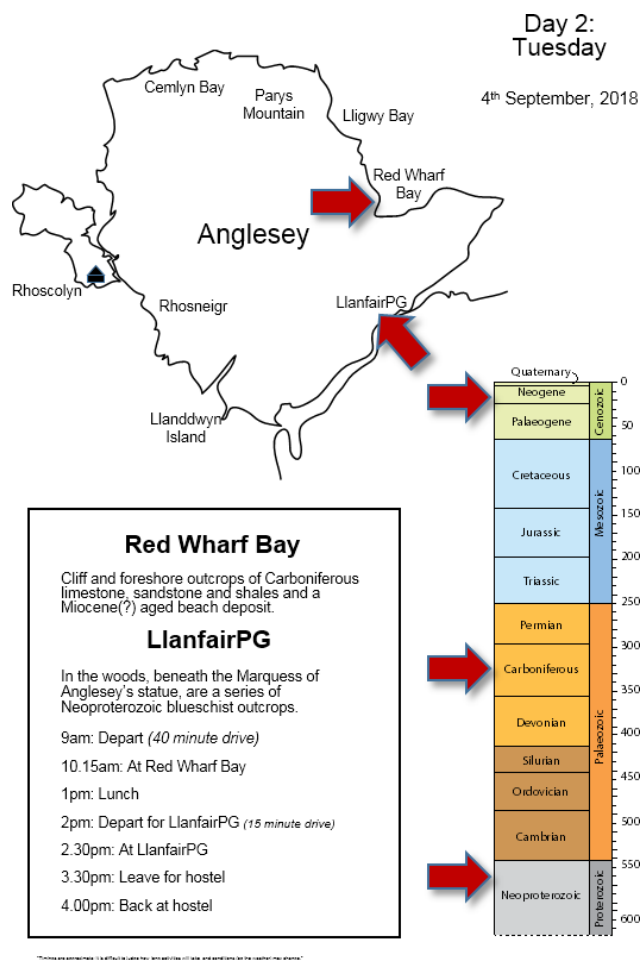 Day 2:
Tuesday
4th September, 2018
Cemlyn Bay
Parys
Mountain
Lligwy Bay
Red Wharf
Bay
Anglesey
Rhoscolyn
Rhosneigr
LlanfairPG
Llanddwyn
Island
Quaternary
Neogene
Palaeogene
Cretaceous
Jurassic
Triassic
Permian
Carboniferous
Devonian
Silurian
Ordovician
Cambrian
Neoproterozoic
Cenozoic
Mesozoic
Palaeozoic
Proterozoic
0
50
100
150
200
250
300
350
400
450
500
550
600
Red Wharf Bay
Cliff and foreshore outcrops of Carboniferous
limestone, sandstone and shales and a
Miocene(?) aged beach deposit.
LlanfairPG
In the woods, beneath the Marquess of
Anglesey's statue, are a series of
Neoproterozoic blueschist outcrops.
9am: Depart (40 minute drive)
10.15am: At Red Wharf Bay
1pm: Lunch
2pm: Depart for LlanfairPG (15 minute drive)
2.30pm: At LlanfairPG
3.30pm: Leave for hostel
4.00pm: Back at hostel